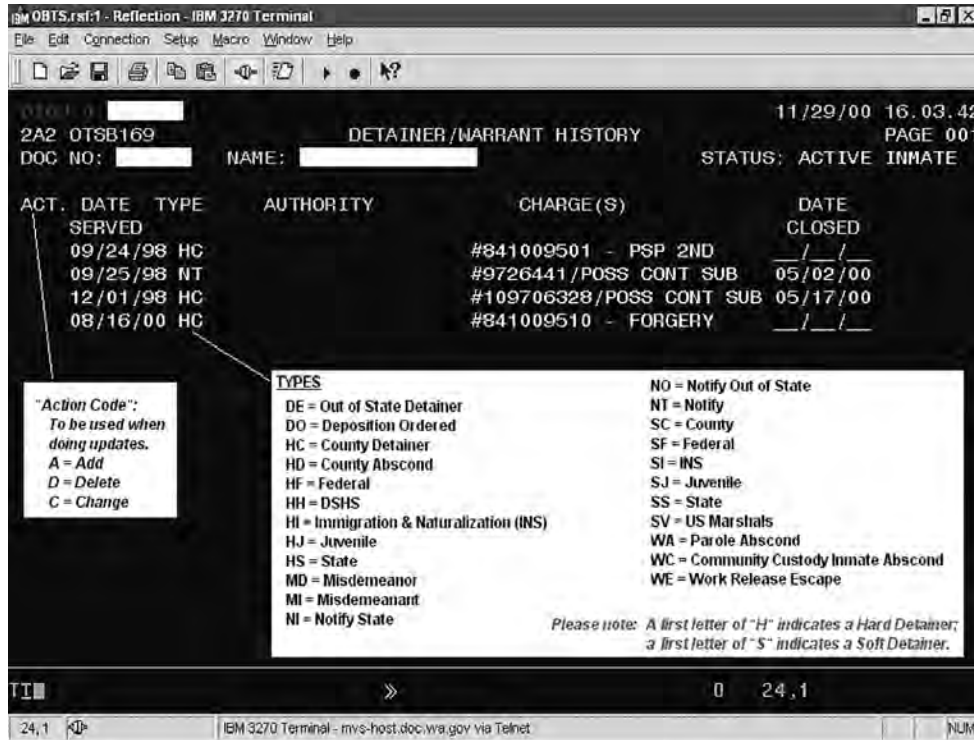 OBTS.rsf:1 - Reflection - IBM 3270 Terminal
File Edit Connection Setup Macro Window Help
11/29/00 16.03.42
2A2 OTSB169 DETAINER/WARRANT HISTORY PAGE 001
DOC NO: NAME: STATUS: ACTIVE INMATE
ACT. DATE TYPE AUTHORITY CHARGE(S) DATE
SERVED CLOSED
09/24/98 HC #841009501 - PSP 2ND __/__/__
09/25/98 NT #9726441/POSS CONT SUB 05/02/00
12/01/98 HC #109706328/POSS CONT SUB 05/17/00
08/16/00 HC #841009510 - FORGERY __/__/__
"Action Code":
To be used when
doing updates.
A = Add
D = Delete
C = Change
TYPES
DE = Out of State Detainer
DO = Deposition Ordered
HC = County Detainer
HD = County Abscond
HF = Federal
HH = DSHS
HI = Immigration & Naturalization (INS)
HJ = Juvenile
HS = State
MD = Misdemeanor
MI = Misdemeanant
NI = Notify State
NO = Notify Out of State
NT = Notify
SC = County
SF = Federal
SI = INS
SJ = Juvenile
SS = State
SV = US Marshals
WA = Parole Abscond
WC = Community Custody Inmate Abscond
WE = Work Release Escape
Please note: A first letter of "H" indicates a Hard Detainer;
a first letter of "S" indicates a Soft Detainer.
TI » 0 24,1
24, 1 IBM 3270 Terminal - mvs-host.doc.wa.gov via Telnet NUM